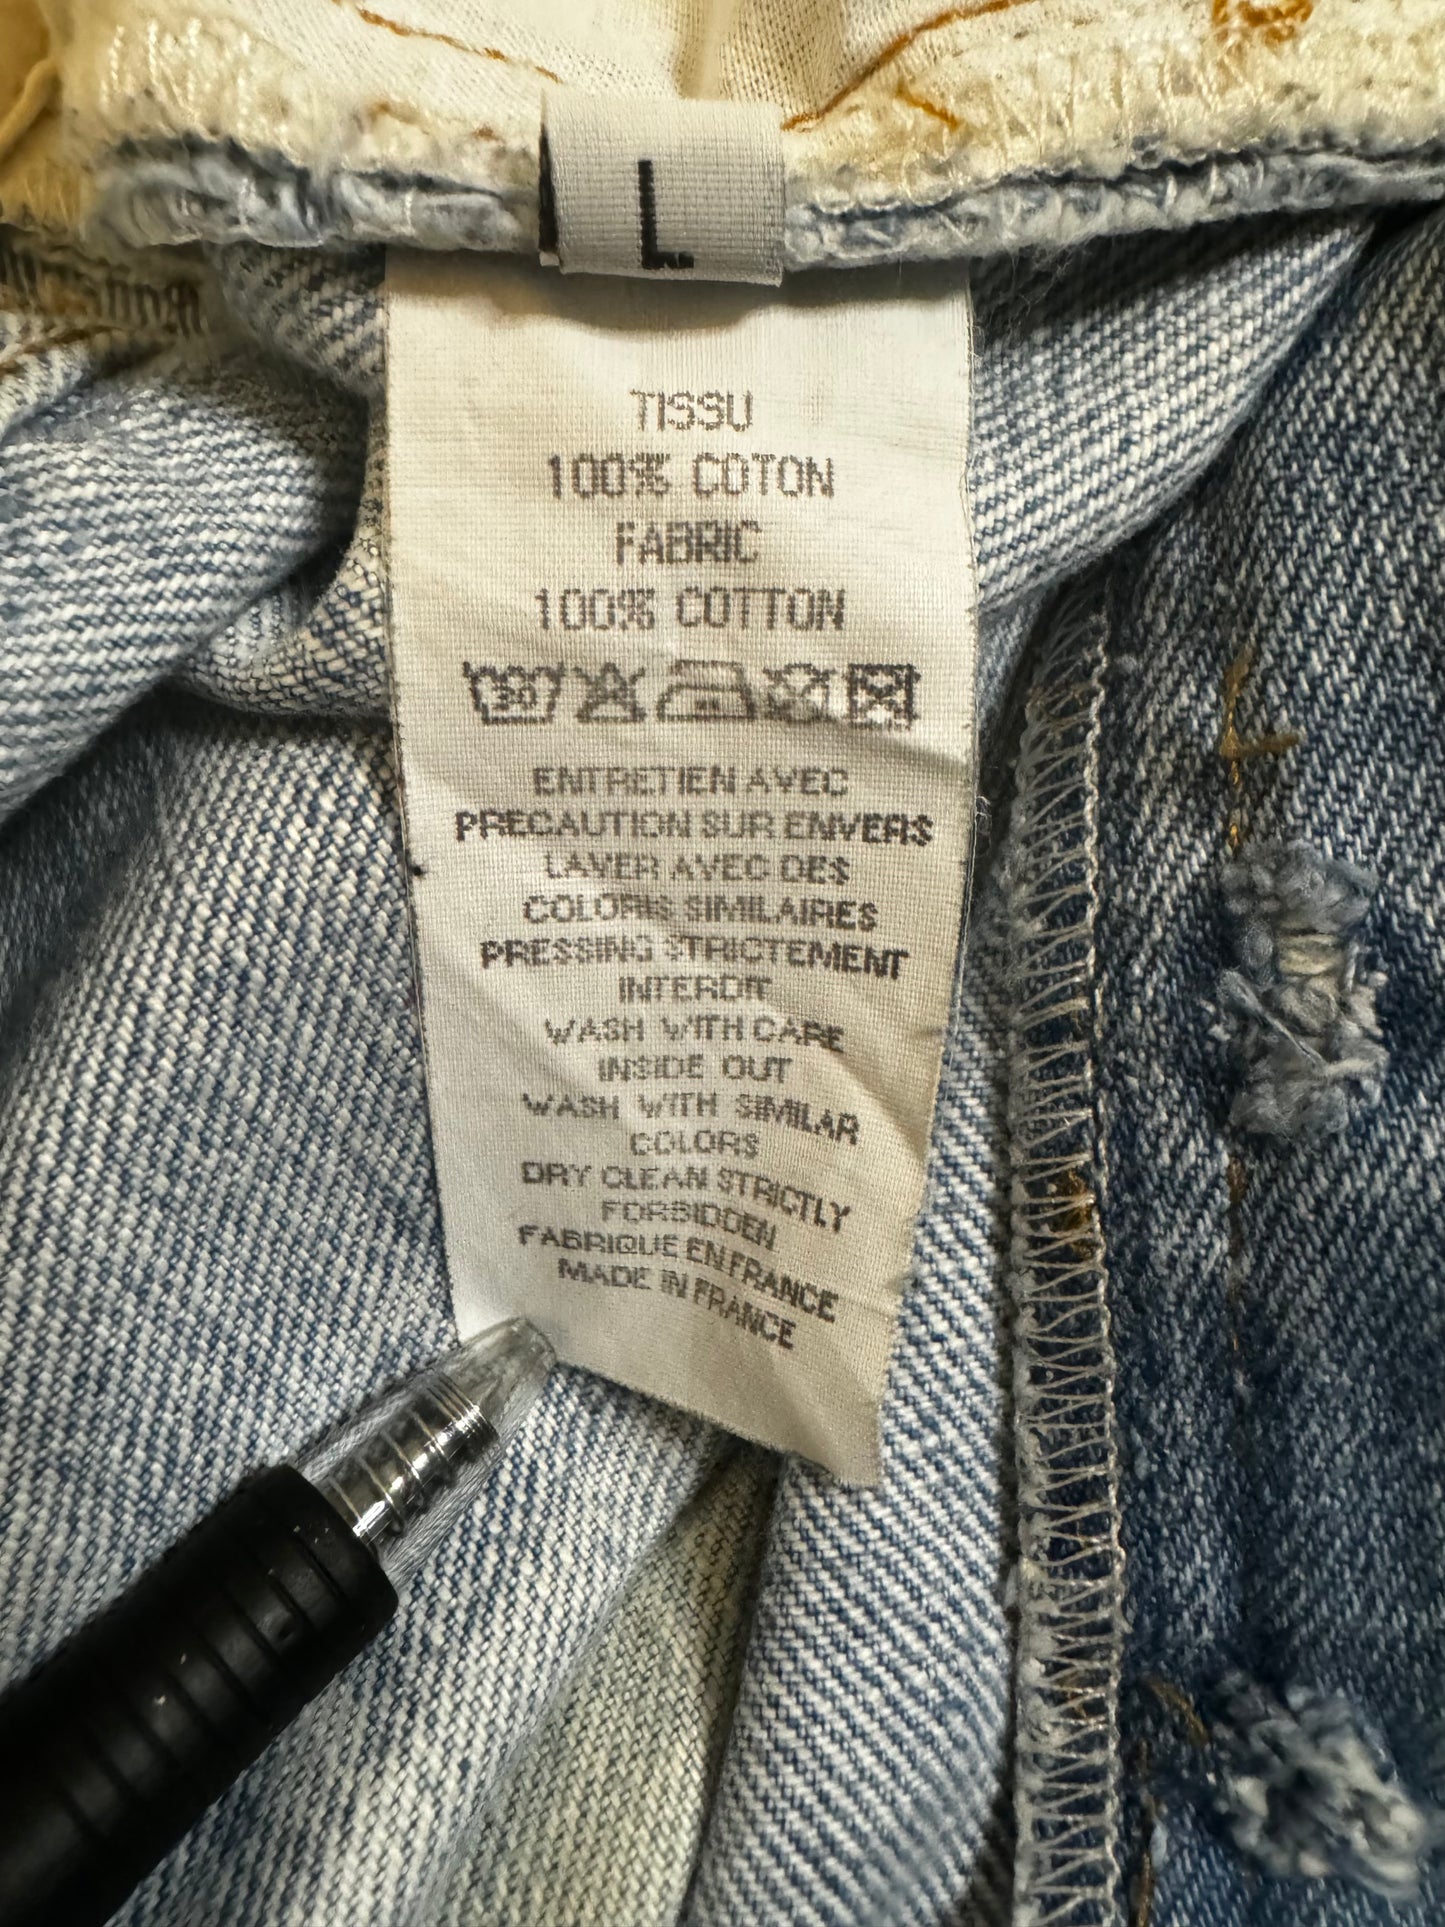 L
TISSU
100% COTON
FABRIC
100% COTTON
30
ENTRETIEN AVEC
PRECAUTION SUR ENVERS
LAVER AVEC DES
COLORIS SIMILAIRES
PRESSING STRICTEMENT
INTERDIT
WASH WITH CARE
INSIDE OUT
WASH WITH SIMILAR
COLORS
DRY CLEAN STRICTLY
FORBIDDEN
FABRIQUE EN FRANCE
MADE IN FRANCE